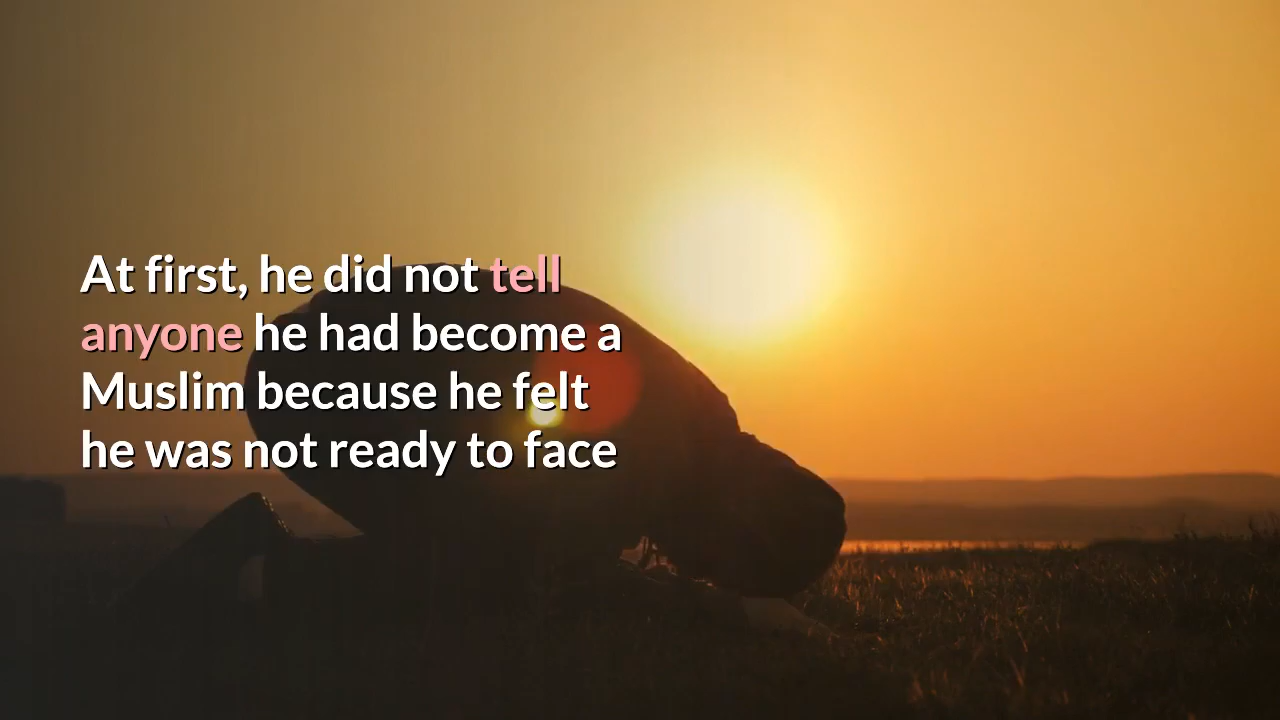 At first, he did not tell
anyone he had become a
Muslim because he felt
he was not ready to face